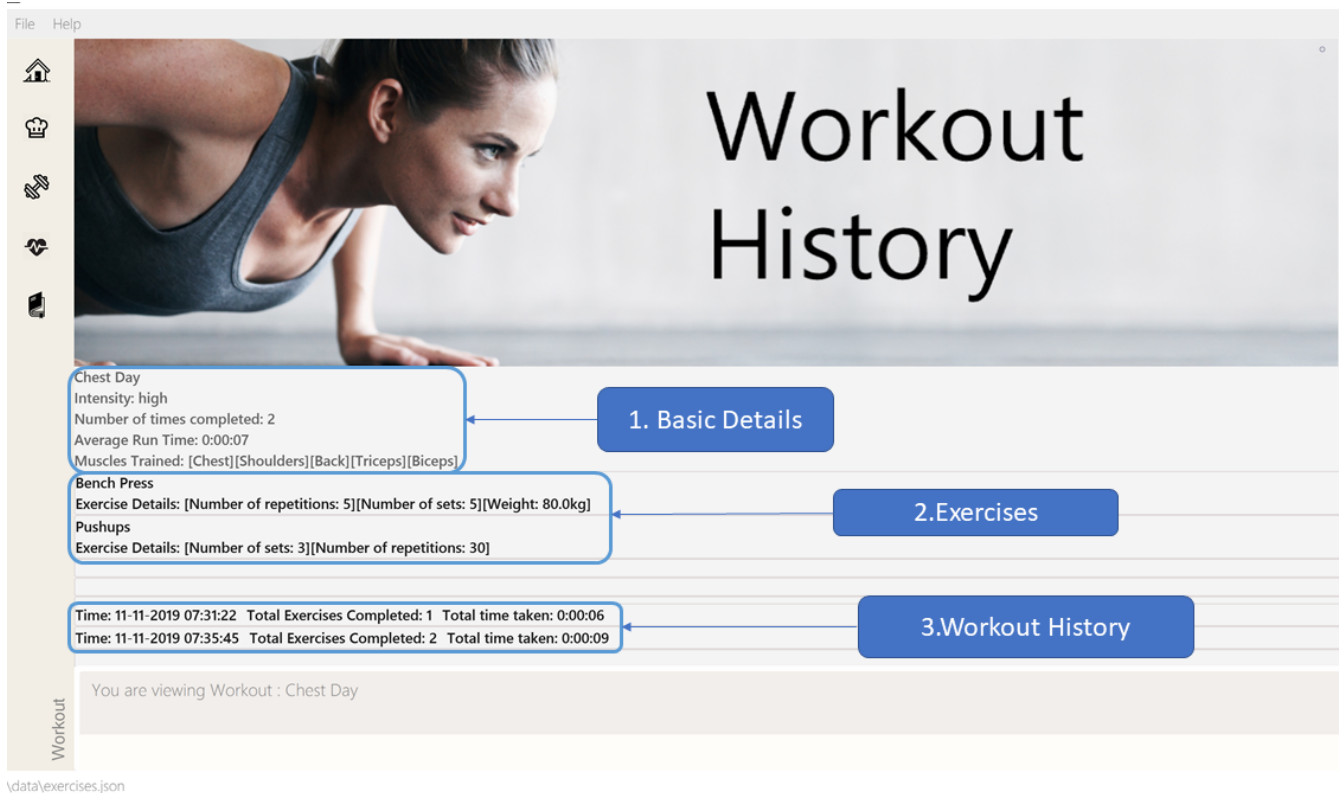 File Help
Workout
History
Chest Day
Intensity: high
Number of times completed: 2
Average Run Time: 0:00:07
Muscles Trained: [Chest][Shoulders][Back][Triceps][Biceps]
1. Basic Details
Bench Press
Exercise Details: [Number of repetitions: 5][Number of sets: 5][Weight: 80.0kg]
Pushups
Exercise Details: [Number of sets: 3][Number of repetitions: 30]
2.Exercises
Time: 11-11-2019 07:31:22 Total Exercises Completed: 1 Total time taken: 0:00:06
Time: 11-11-2019 07:35:45 Total Exercises Completed: 2 Total time taken: 0:00:09
3.Workout History
You are viewing Workout : Chest Day
Workout
\data\exercises.json